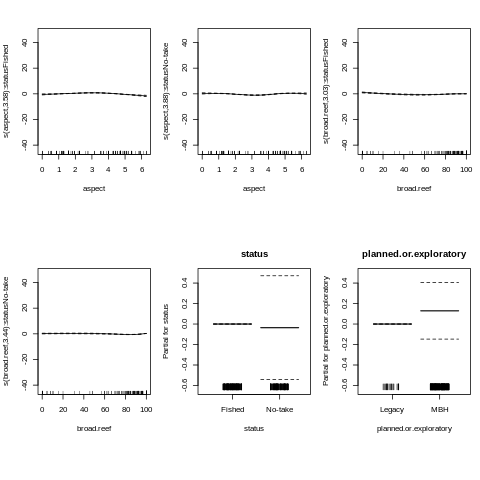 s(aspect,3.58):statusFished
40
20
0
-20
-40
0 1 2 3 4 5 6
aspect
s(aspect,3.88):statusNo-take
40
20
0
-20
-40
0 1 2 3 4 5 6
aspect
s(broad.reef,3.03):statusFished
40
20
0
-20
-40
0 20 40 60 80 100
broad.reef
s(broad.reef,3.44):statusNo-take
40
20
0
-20
-40
0 20 40 60 80 100
broad.reef
status
Partial for status
0.4
0.2
0.0
-0.2
-0.4
-0.6
Fished No-take
status
planned.or.exploratory
Partial for planned.or.exploratory
0.4
0.2
0.0
-0.2
-0.4
-0.6
Legacy MBH
planned.or.exploratory